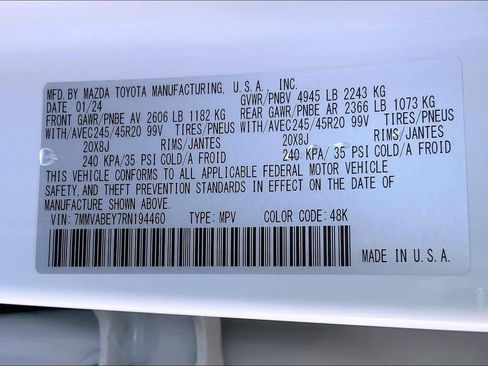 MFD. BY MAZDA TOYOTA MANUFACTURING, U.S.A., INC.
DATE 01/24 GVWR/PNBV 4945 LB 2243 KG
FRONT GAWR/PNBE AV 2606 LB 1182 KG REAR GAWR/PNBE AR 2366 LB 1073 KG
WITH/AVEC245/45R20 99V TIRES/PNEUS WITH/AVEC245/45R20 99V TIRES/PNEUS
20X8J RIMS/JANTES 20X8J RIMS/JANTES
240 KPA/ 35 PSI COLD/A FROID 240 KPA/ 35 PSI COLD/A FROID
THIS VEHICLE CONFORMS TO ALL APPLICABLE FEDERAL MOTOR VEHICLE
SAFETY, AND THEFT PREVENTION STANDARDS IN EFFECT ON THE DATE OF
MANUFACTURE SHOWN ABOVE.
VIN: 7MMVABEY7RN194460 TYPE: MPV COLOR CODE: 48K
MADE IN U.S.A.